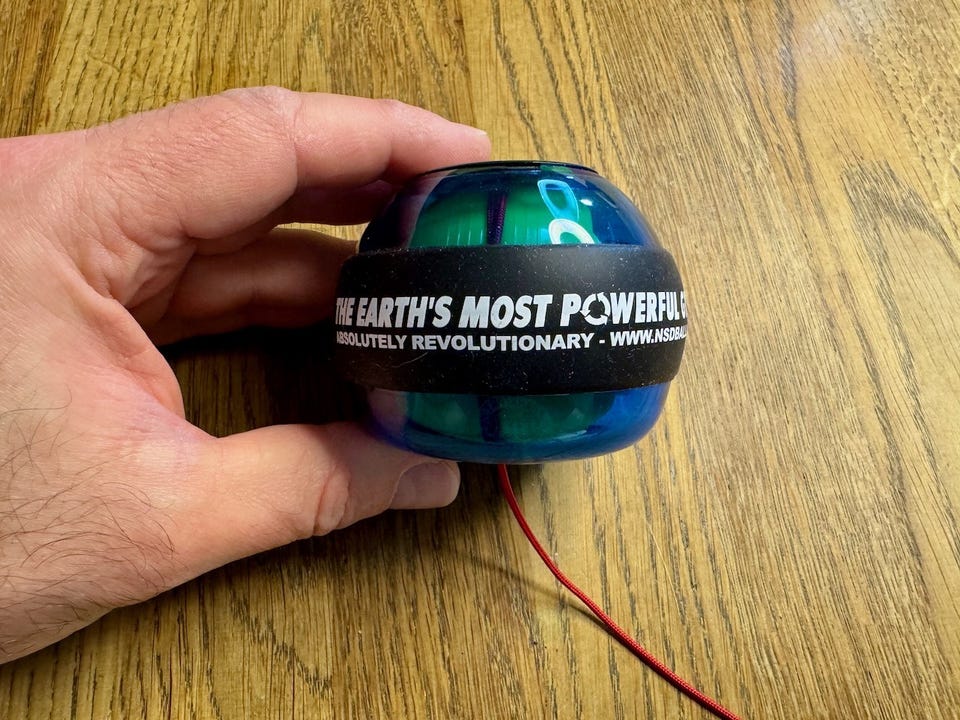 THE EARTH'S MOST POWERFUL
ABSOLUTELY REVOLUTIONARY - WWW.NSDBAL